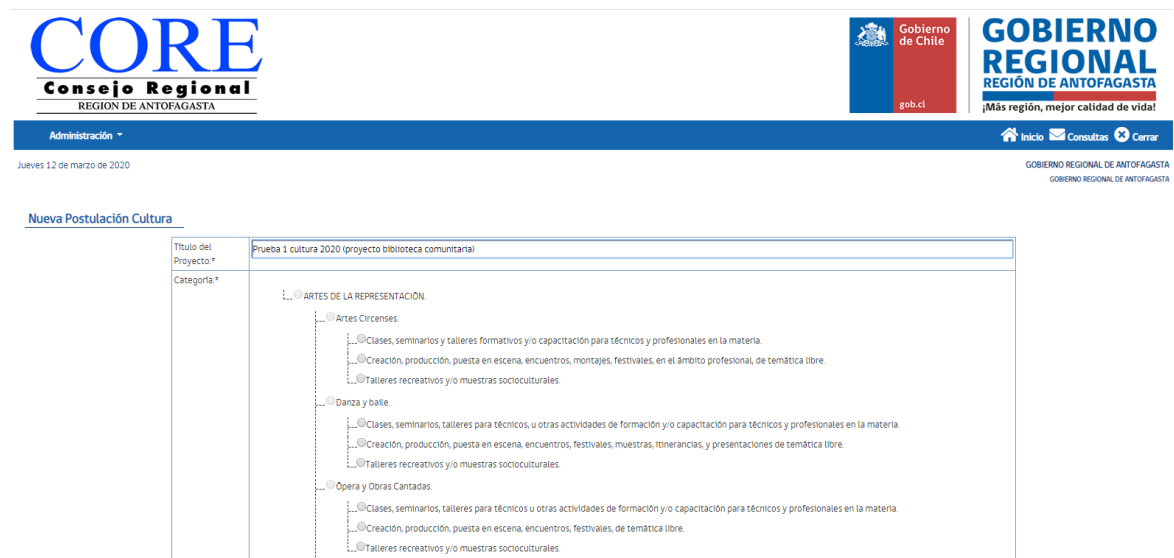 CORE
Consejo Regional
REGION DE ANTOFAGASTA
Gobierno
de Chile
gob.cl
GOBIERNO
REGIONAL
REGIÓN DE ANTOFAGASTA
¡Más región, mejor calidad de vida!
Administración
Inicio Consultas Cerrar
Jueves 12 de marzo de 2020
GOBIERNO REGIONAL DE ANTOFAGASTA
GOBIERNO REGIONAL DE ANTOFAGASTA
Nueva Postulación Cultura
Título del
Proyecto:*
Prueba 1 cultura 2020 (proyecto biblioteca comunitaria)
Categoría:*
ARTES DE LA REPRESENTACIÓN.
Artes Circenses.
Clases, seminarios y talleres formativos y/o capacitación para técnicos y profesionales en la materia.
Creación, producción, puesta en escena, encuentros, montajes, festivales, en el ámbito profesional, de temática libre.
Talleres recreativos y/o muestras socioculturales.
Danza y baile.
Clases, seminarios, talleres para técnicos, u otras actividades de formación y/o capacitación para técnicos y profesionales en la materia.
Creación, producción, puesta en escena, encuentros, festivales, muestras, itinerancias, y presentaciones de temática libre.
Talleres recreativos y/o muestras socioculturales.
Ópera y Obras Cantadas.
Clases, seminarios, talleres para técnicos u otras actividades de formación y/o capacitación para técnicos y profesionales en la materia.
Creación, producción, puesta en escena, encuentros, festivales, de temática libre.
Talleres recreativos y/o muestras socioculturales.